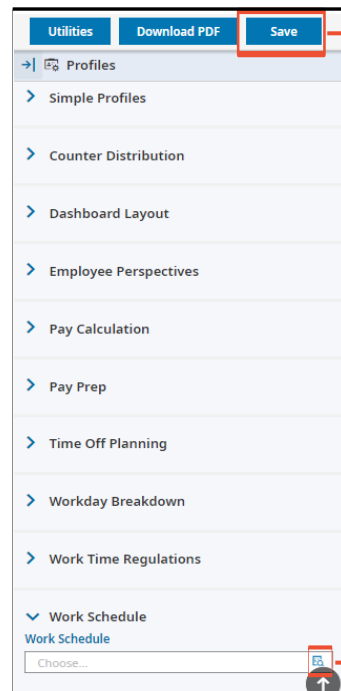 Utilities Download PDF Save
Profiles
Simple Profiles
Counter Distribution
Dashboard Layout
Employee Perspectives
Pay Calculation
Pay Prep
Time Off Planning
Workday Breakdown
Work Time Regulations
Work Schedule
Work Schedule
Choose...